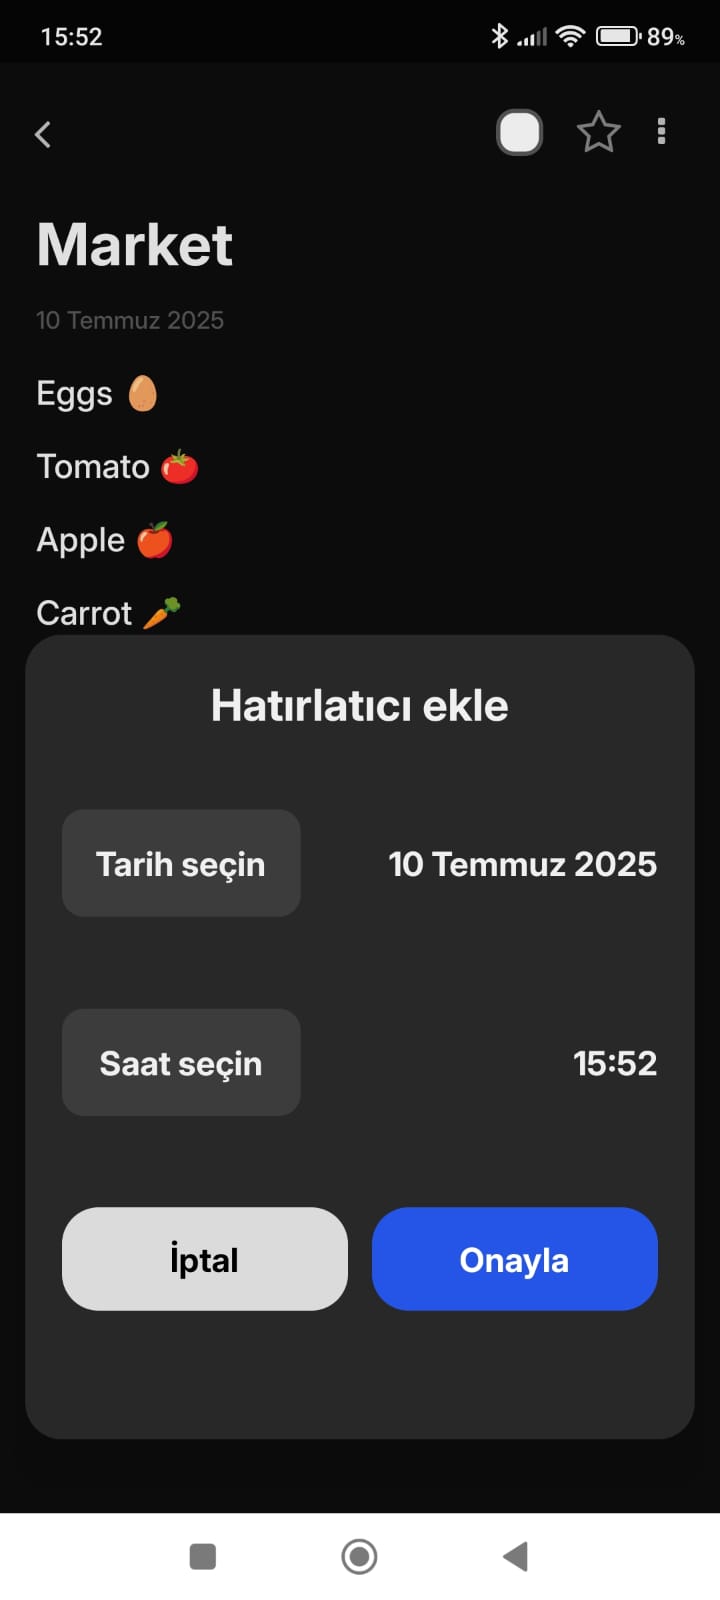 15:52 89%
Market
10 Temmuz 2025
Eggs 🥚
Tomato 🍅
Apple 🍎
Carrot 🥕
Hatırlatıcı ekle
Tarih seçin 10 Temmuz 2025
Saat seçin 15:52
İptal Onayla